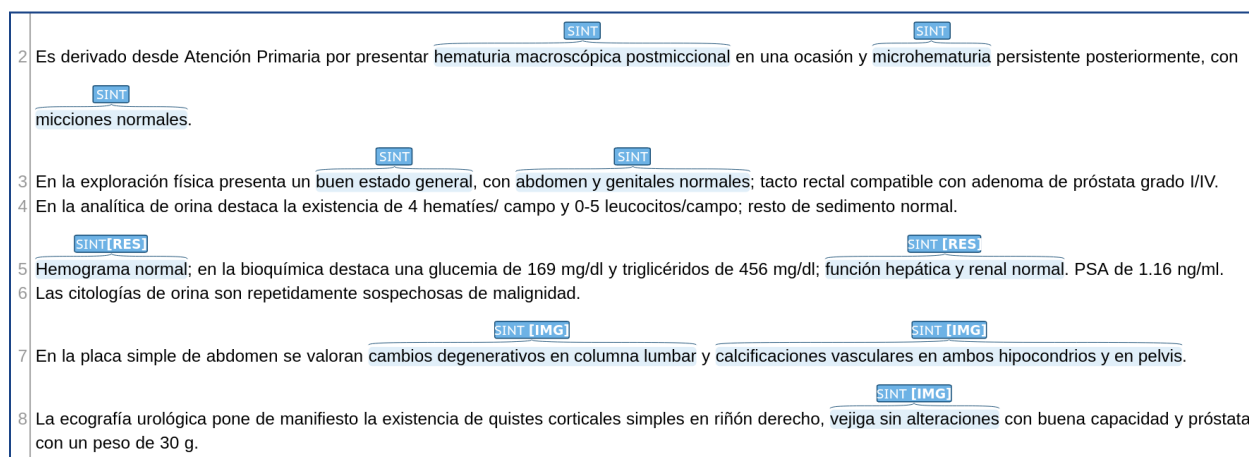 SINT SINT
2 Es derivado desde Atención Primaria por presentar hematuria macroscópica postmiccional en una ocasión y microhematuria persistente posteriormente, con
SINT
micciones normales.
SINT SINT
3 En la exploración física presenta un buen estado general, con abdomen y genitales normales; tacto rectal compatible con adenoma de próstata grado I/IV.
4 En la analítica de orina destaca la existencia de 4 hematíes/ campo y 0-5 leucocitos/campo; resto de sedimento normal.
SINT[RES] SINT [RES]
5 Hemograma normal; en la bioquímica destaca una glucemia de 169 mg/dl y triglicéridos de 456 mg/dl; función hepática y renal normal. PSA de 1.16 ng/ml.
6 Las citologías de orina son repetidamente sospechosas de malignidad.
SINT [IMG] SINT [IMG]
7 En la placa simple de abdomen se valoran cambios degenerativos en columna lumbar y calcificaciones vasculares en ambos hipocondrios y en pelvis.
SINT [IMG]
8 La ecografía urológica pone de manifiesto la existencia de quistes corticales simples en riñón derecho, vejiga sin alteraciones con buena capacidad y próstata
con un peso de 30 g.